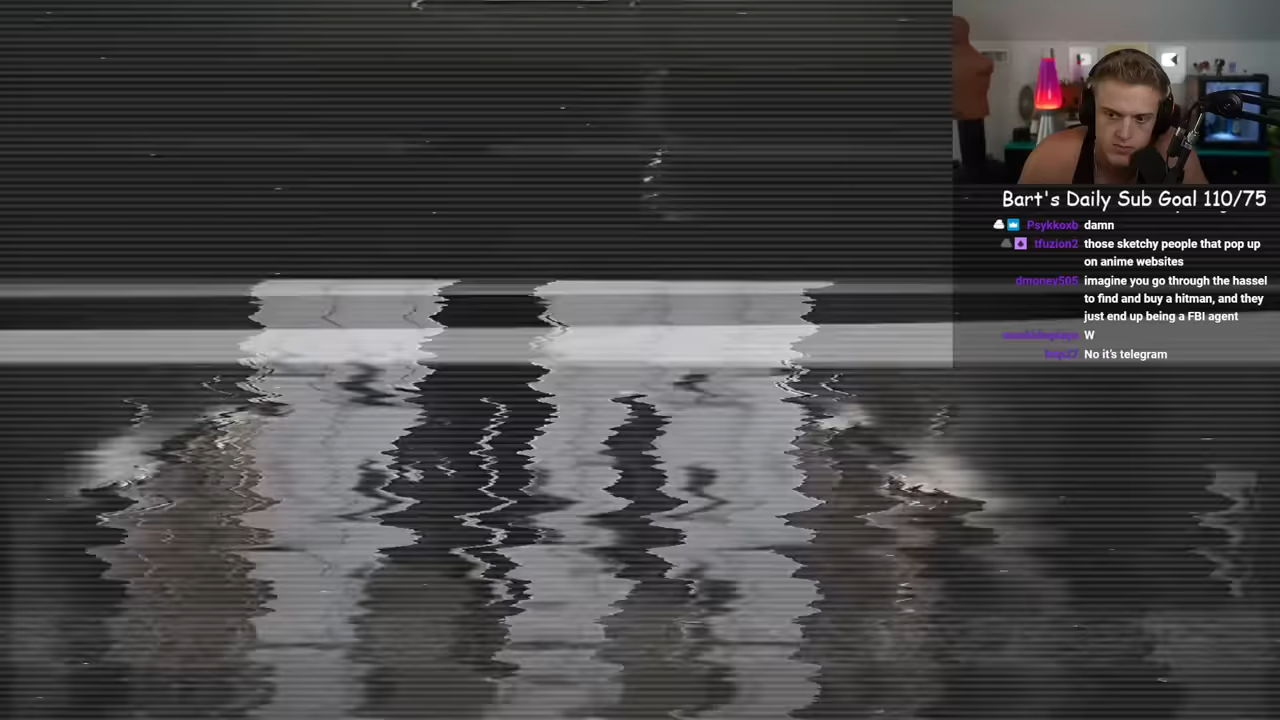 Bart's Daily Sub Goal 110/75
Psykkoxb damn
tfuzion2 those sketchy people that pop up
on anime websites
dmoney505 imagine you go through the hassel
to find and buy a hitman, and they
just end up being a FBI agent
W
No it's telegram